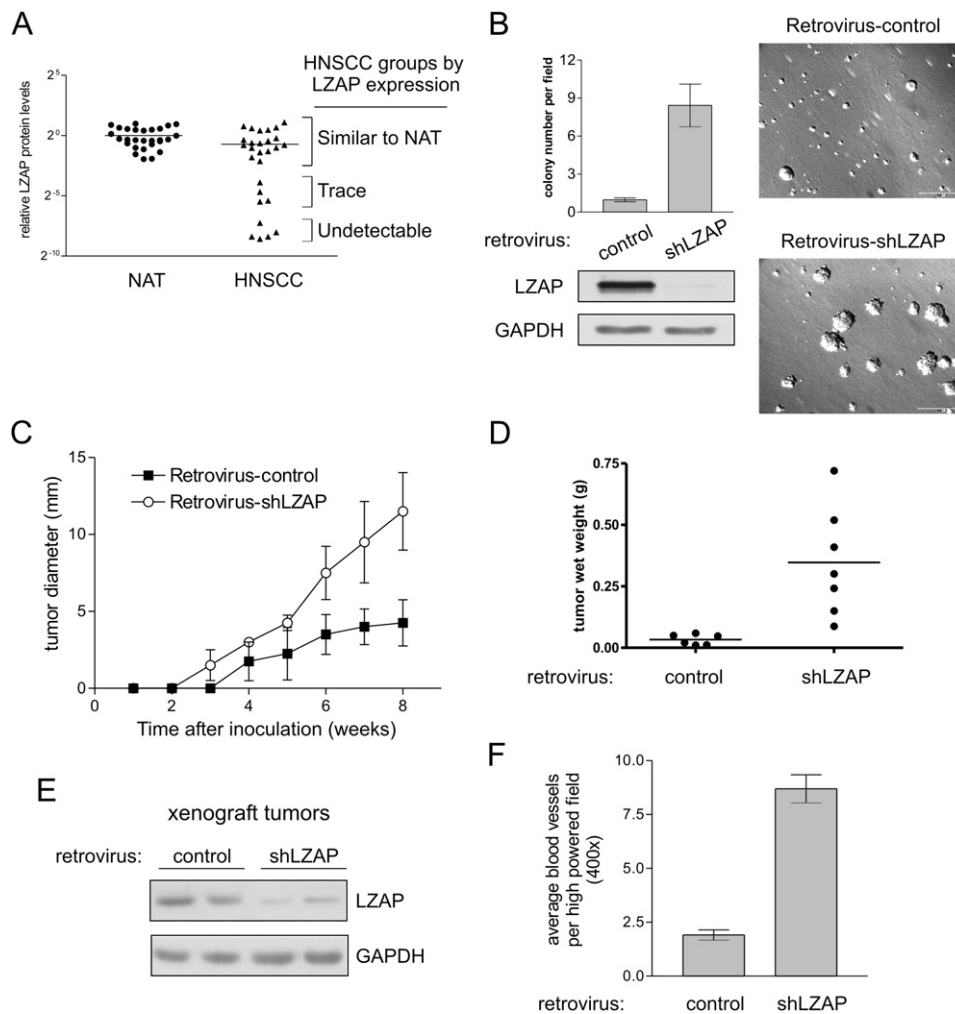 A
relative LZAP protein levels
2^5
2^0
2^-5
2^-10
NAT
HNSCC
HNSCC groups by
LZAP expression
Similar to NAT
Trace
Undetectable
B
colony number per field
12
9
6
3
0
retrovirus:
control
shLZAP
LZAP
GAPDH
Retrovirus-control
Retrovirus-shLZAP
C
tumor diameter (mm)
15
10
5
0
Retrovirus-control
Retrovirus-shLZAP
0 2 4 6 8
Time after inoculation (weeks)
D
tumor wet weight (g)
0.75
0.50
0.25
0.00
retrovirus: control shLZAP
E
xenograft tumors
retrovirus: control shLZAP
LZAP
GAPDH
F
average blood vessels
per high powered field
(400x)
10.0
7.5
5.0
2.5
0.0
retrovirus: control shLZAP